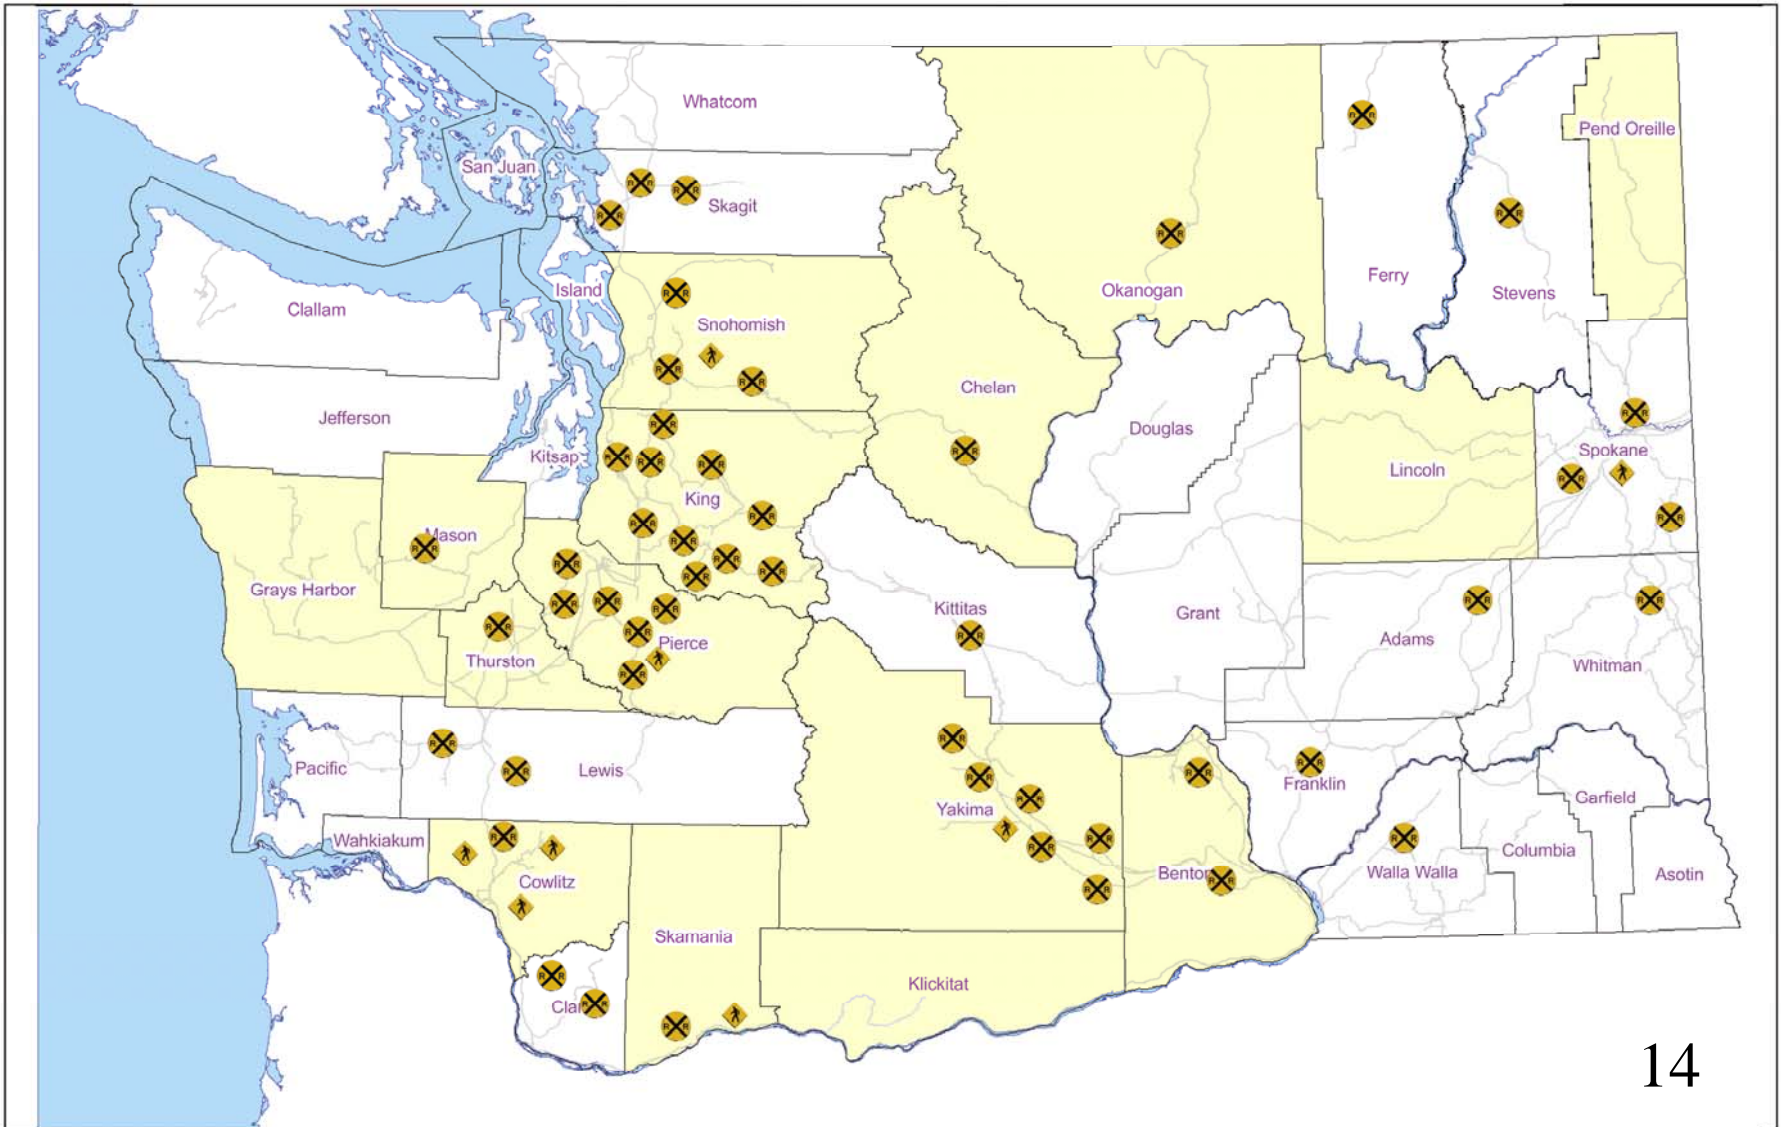 Whatcom
Pend Oreille
San Juan
Skagit
Ferry
Island
Okanogan
Stevens
Clallam
Snohomish
Chelan
Jefferson
Douglas
Kitsap
Spokane
Lincoln
King
Mason
Grays Harbor
Kittitas
Grant
Adams
Pierce
Thurston
Whitman
Pacific
Lewis
Franklin
Garfield
Yakima
Wahkiakum
Columbia
Cowlitz
Benton
Walla Walla
Asotin
Skamania
Klickitat
Clar
14